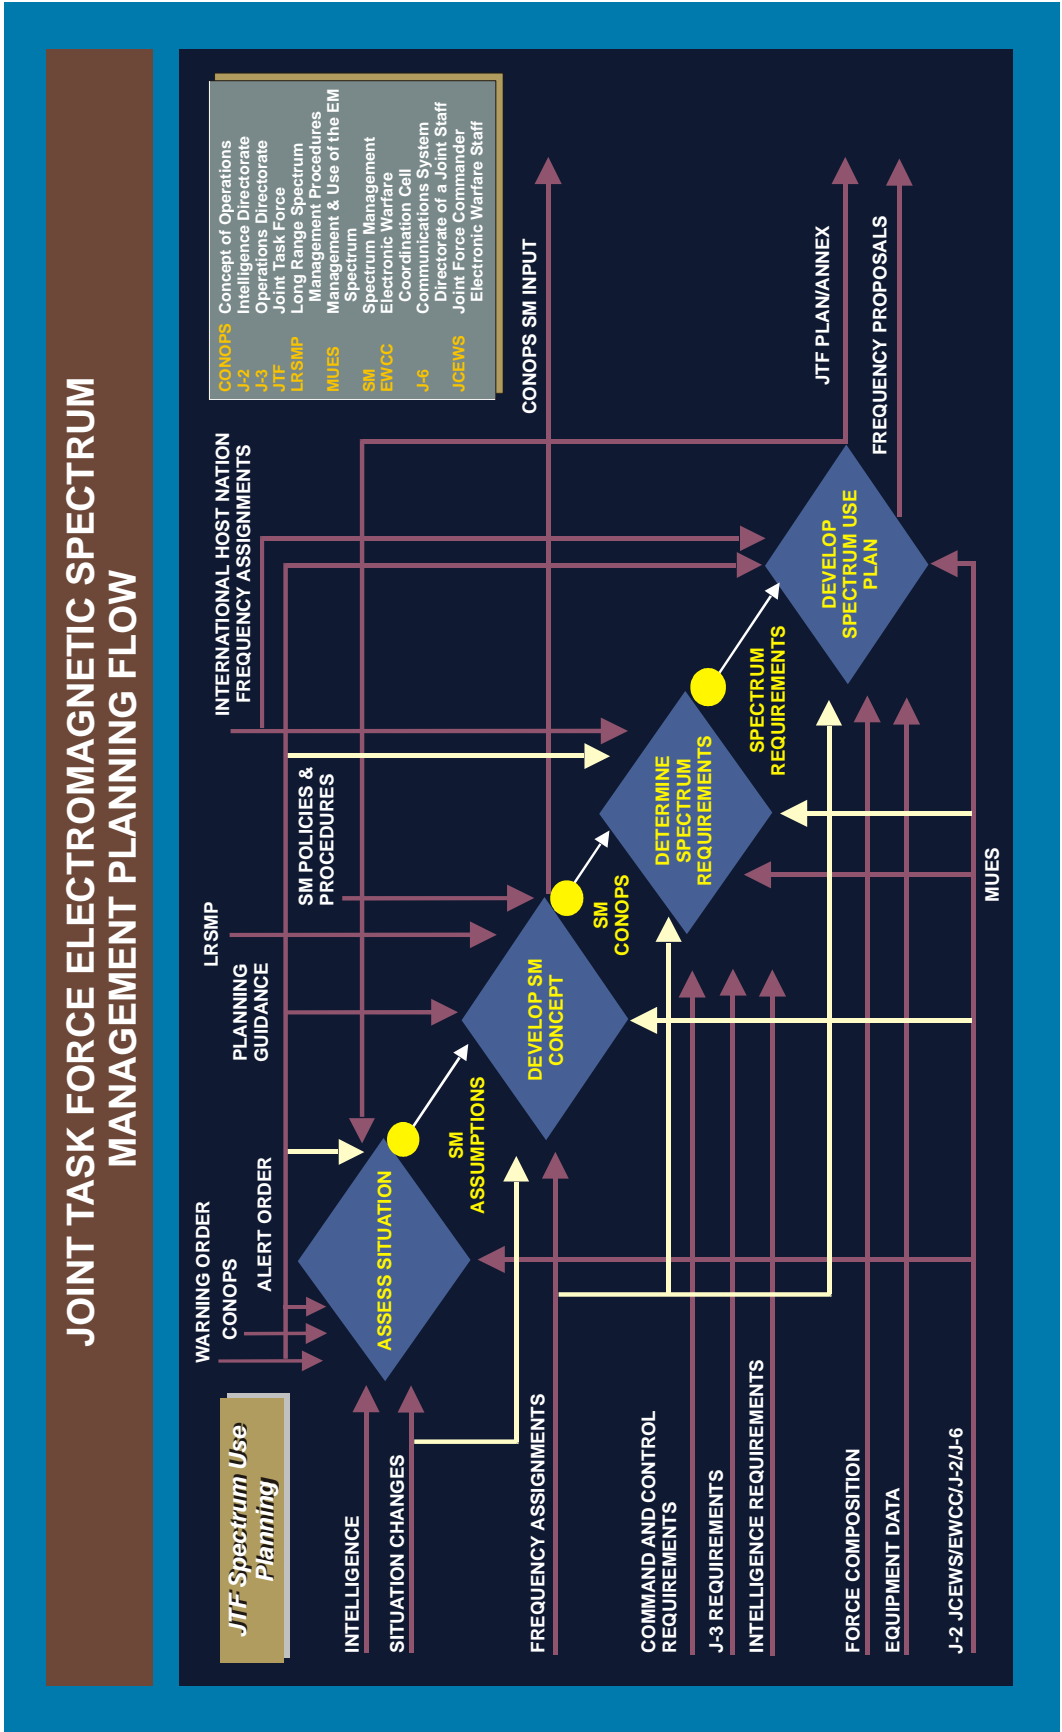 JOINT TASK FORCE ELECTROMAGNETIC SPECTRUM
MANAGEMENT PLANNING FLOW
JTF Spectrum Use
Planning
WARNING ORDER
CONOPS
ALERT ORDER
PLANNING
GUIDANCE
LRSMP
SM POLICIES &
PROCEDURES
INTERNATIONAL HOST NATION
FREQUENCY ASSIGNMENTS
CONOPS Concept of Operations
J-2 Intelligence Directorate
J-3 Operations Directorate
JTF Joint Task Force
LRSMP Long Range Spectrum
Management Procedures
MUES Management & Use of the EM
Spectrum
SM Spectrum Management
EWCC Electronic Warfare
Coordination Cell
J-6 Communications System
Directorate of a Joint Staff
JCEWS Joint Force Commander
Electronic Warfare Staff
INTELLIGENCE
SITUATION CHANGES
ASSESS SITUATION
SM
ASSUMPTIONS
FREQUENCY ASSIGNMENTS
DEVELOP SM
CONCEPT
SM
CONOPS
CONOPS SM INPUT
COMMAND AND CONTROL
REQUIREMENTS
J-3 REQUIREMENTS
INTELLIGENCE REQUIREMENTS
DETERMINE
SPECTRUM
REQUIREMENTS
SPECTRUM
REQUIREMENTS
DEVELOP
SPECTRUM USE
PLAN
JTF PLAN/ANNEX
FREQUENCY PROPOSALS
FORCE COMPOSITION
EQUIPMENT DATA
J-2 JCEWS/EWCC/J-2/J-6
MUES